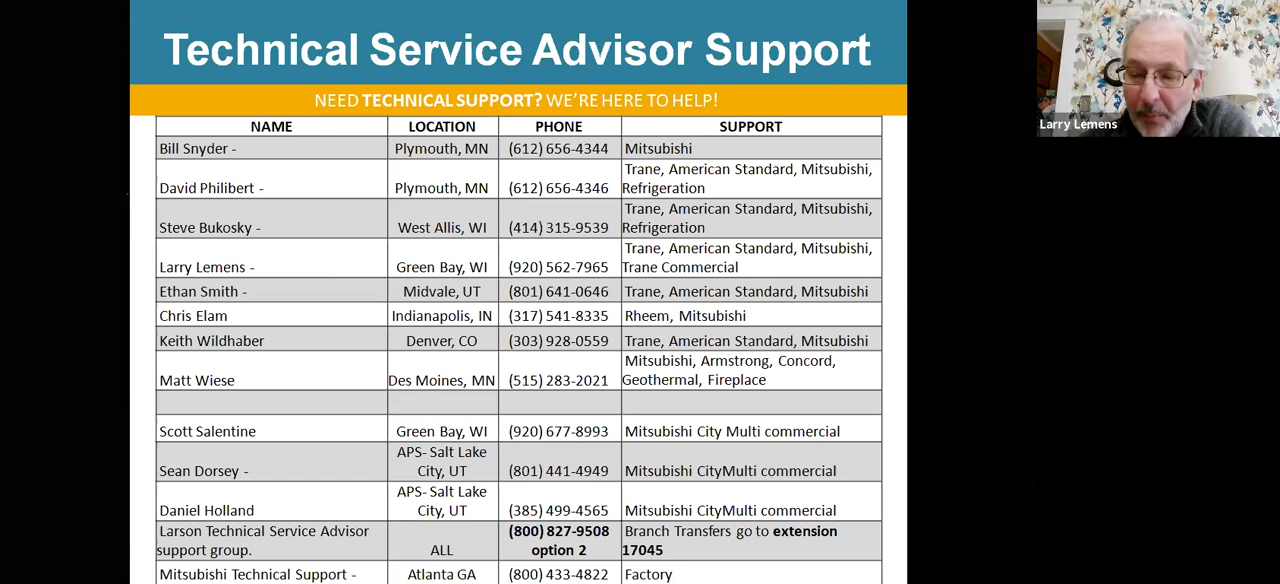 Technical Service Advisor Support
NEED TECHNICAL SUPPORT? WE'RE HERE TO HELP!
NAME LOCATION PHONE SUPPORT
Bill Snyder - Plymouth, MN (612) 656-4344 Mitsubishi
David Philibert - Plymouth, MN (612) 656-4346 Trane, American Standard, Mitsubishi,
Refrigeration
Steve Bukosky - West Allis, WI (414) 315-9539 Trane, American Standard, Mitsubishi,
Refrigeration
Larry Lemens - Green Bay, WI (920) 562-7965 Trane, American Standard, Mitsubishi,
Trane Commercial
Ethan Smith - Midvale, UT (801) 641-0646 Trane, American Standard, Mitsubishi
Chris Elam Indianapolis, IN (317) 541-8335 Rheem, Mitsubishi
Keith Wildhaber Denver, CO (303) 928-0559 Trane, American Standard, Mitsubishi
Matt Wiese Des Moines, MN (515) 283-2021 Mitsubishi, Armstrong, Concord,
Geothermal, Fireplace
Scott Salentine Green Bay, WI (920) 677-8993 Mitsubishi City Multi commercial
Sean Dorsey - APS- Salt Lake
City, UT (801) 441-4949 Mitsubishi CityMulti commercial
Daniel Holland APS- Salt Lake
City, UT (385) 499-4565 Mitsubishi CityMulti commercial
Larson Technical Service Advisor
support group. ALL (800) 827-9508
option 2 Branch Transfers go to extension
17045
Mitsubishi Technical Support - Atlanta GA (800) 433-4822 Factory
Larry Lemens